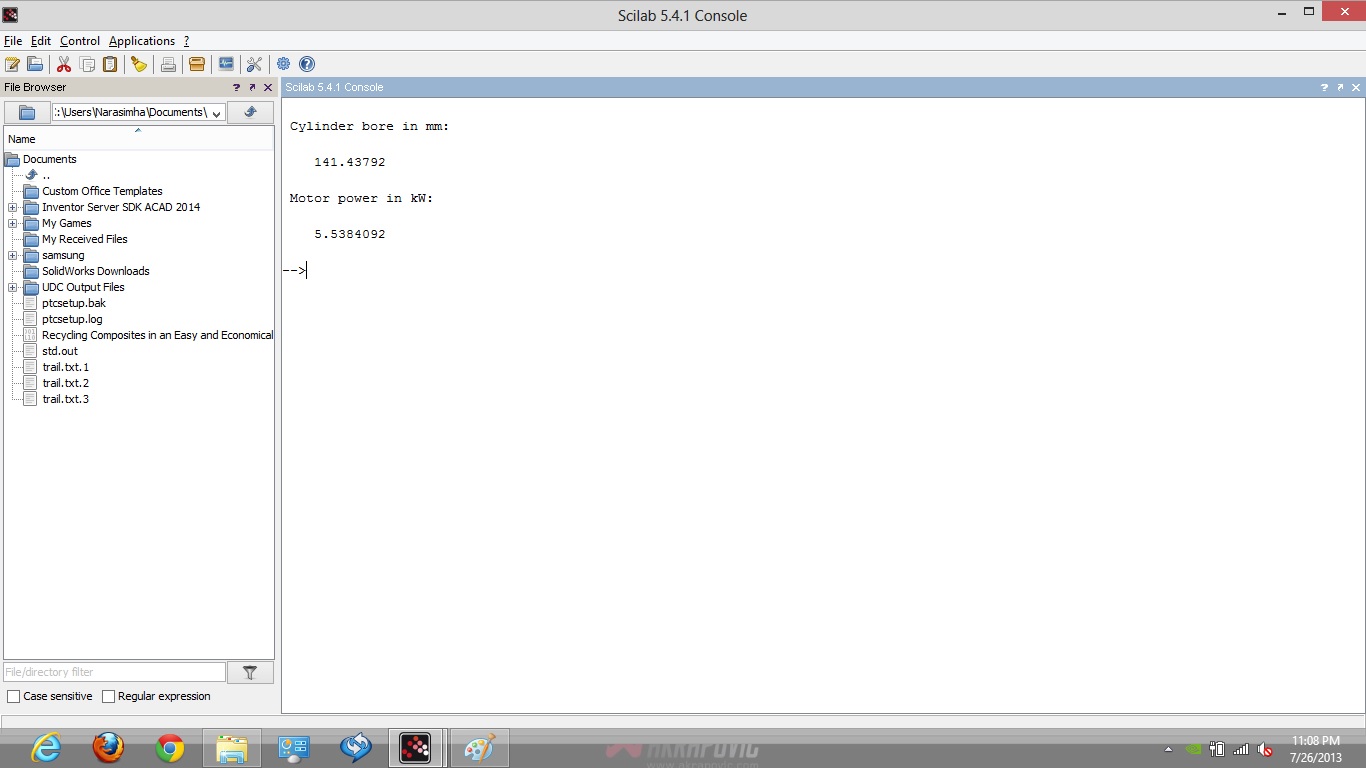 Scilab 5.4.1 Console
File Edit Control Applications ?
File Browser
:\Users\Narasimha\Documents\
Name
Documents
..
Custom Office Templates
Inventor Server SDK ACAD 2014
My Games
My Received Files
samsung
SolidWorks Downloads
UDC Output Files
ptcsetup.bak
ptcsetup.log
Recycling Composites in an Easy and Economical
std.out
trail.txt.1
trail.txt.2
trail.txt.3
File/directory filter
Case sensitive Regular expression
Scilab 5.4.1 Console
Cylinder bore in mm:
141.43792
Motor power in kW:
5.5384092
-->
AKRAPOVIC
www.akrapovic.com
11:08 PM
7/26/2013